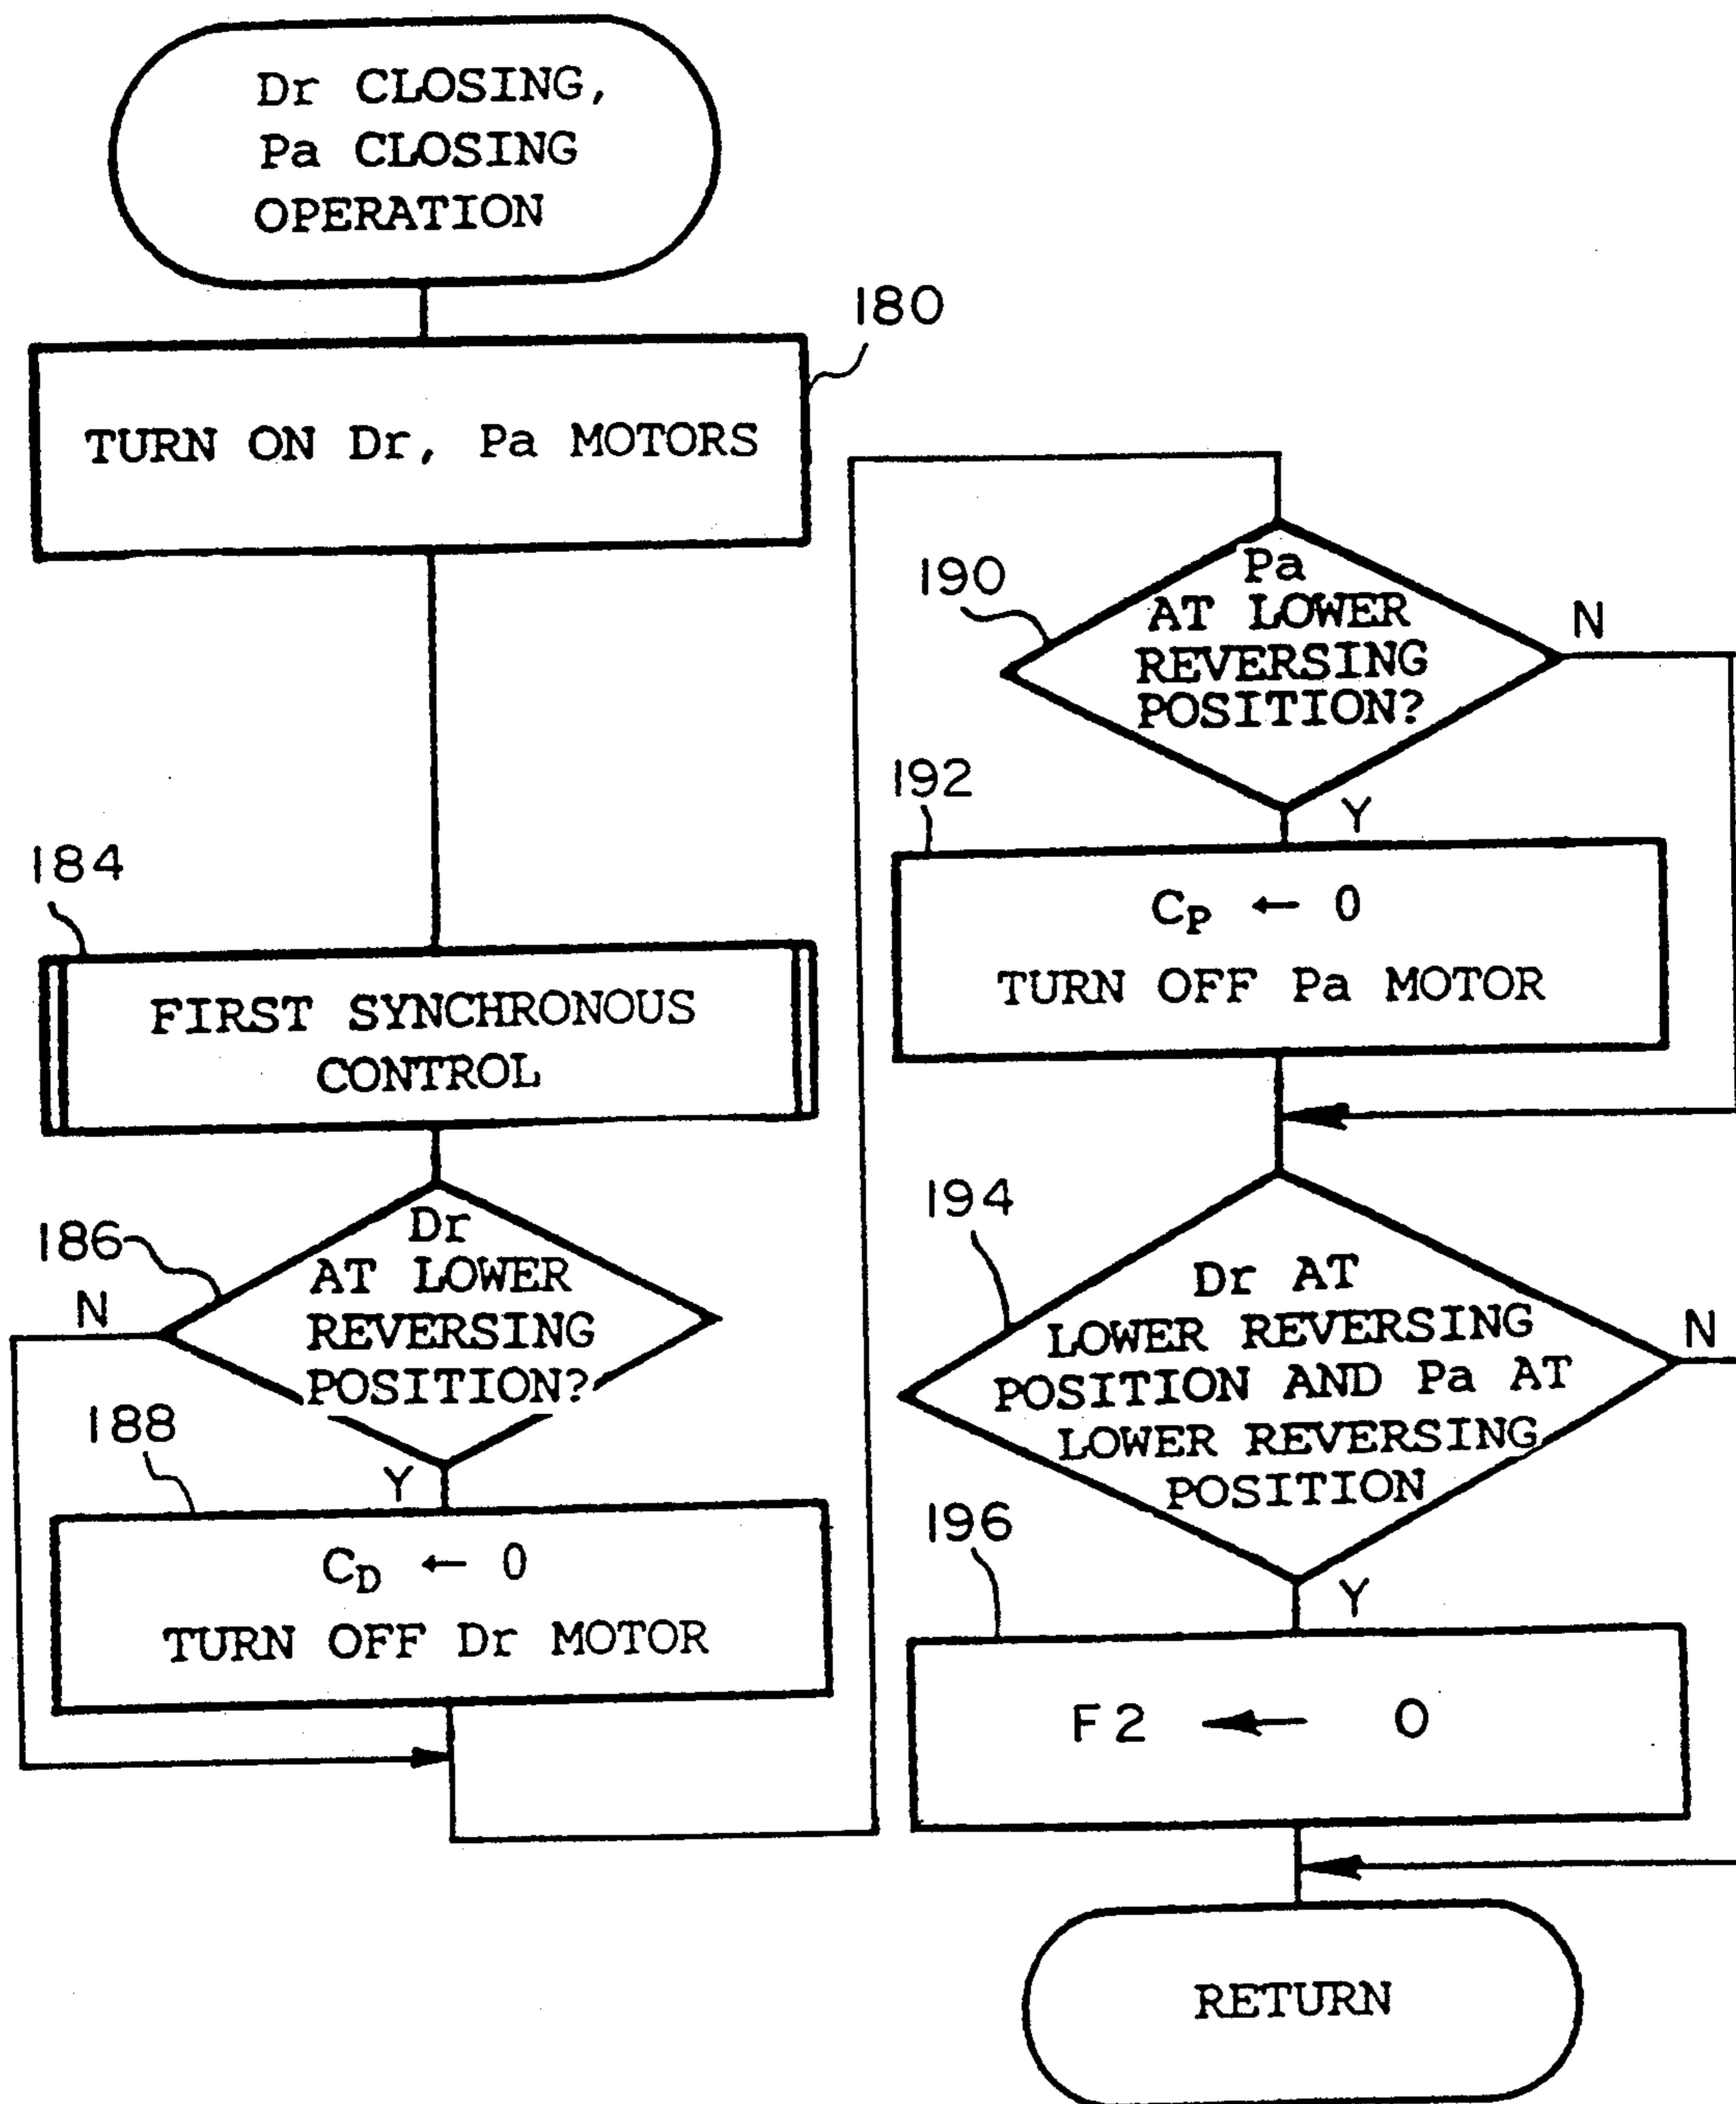 Dr CLOSING,
Pa CLOSING
OPERATION
180
TURN ON Dr, Pa MOTORS
184
FIRST SYNCHRONOUS
CONTROL
186
Dr
AT LOWER
REVERSING
POSITION?
N
Y
188
C_D ← 0
TURN OFF Dr MOTOR
190
Pa
AT LOWER
REVERSING
POSITION?
N
Y
192
C_P ← 0
TURN OFF Pa MOTOR
194
Dr AT
LOWER REVERSING
POSITION AND Pa AT
LOWER REVERSING
POSITION
N
Y
196
F2 ← 0
RETURN